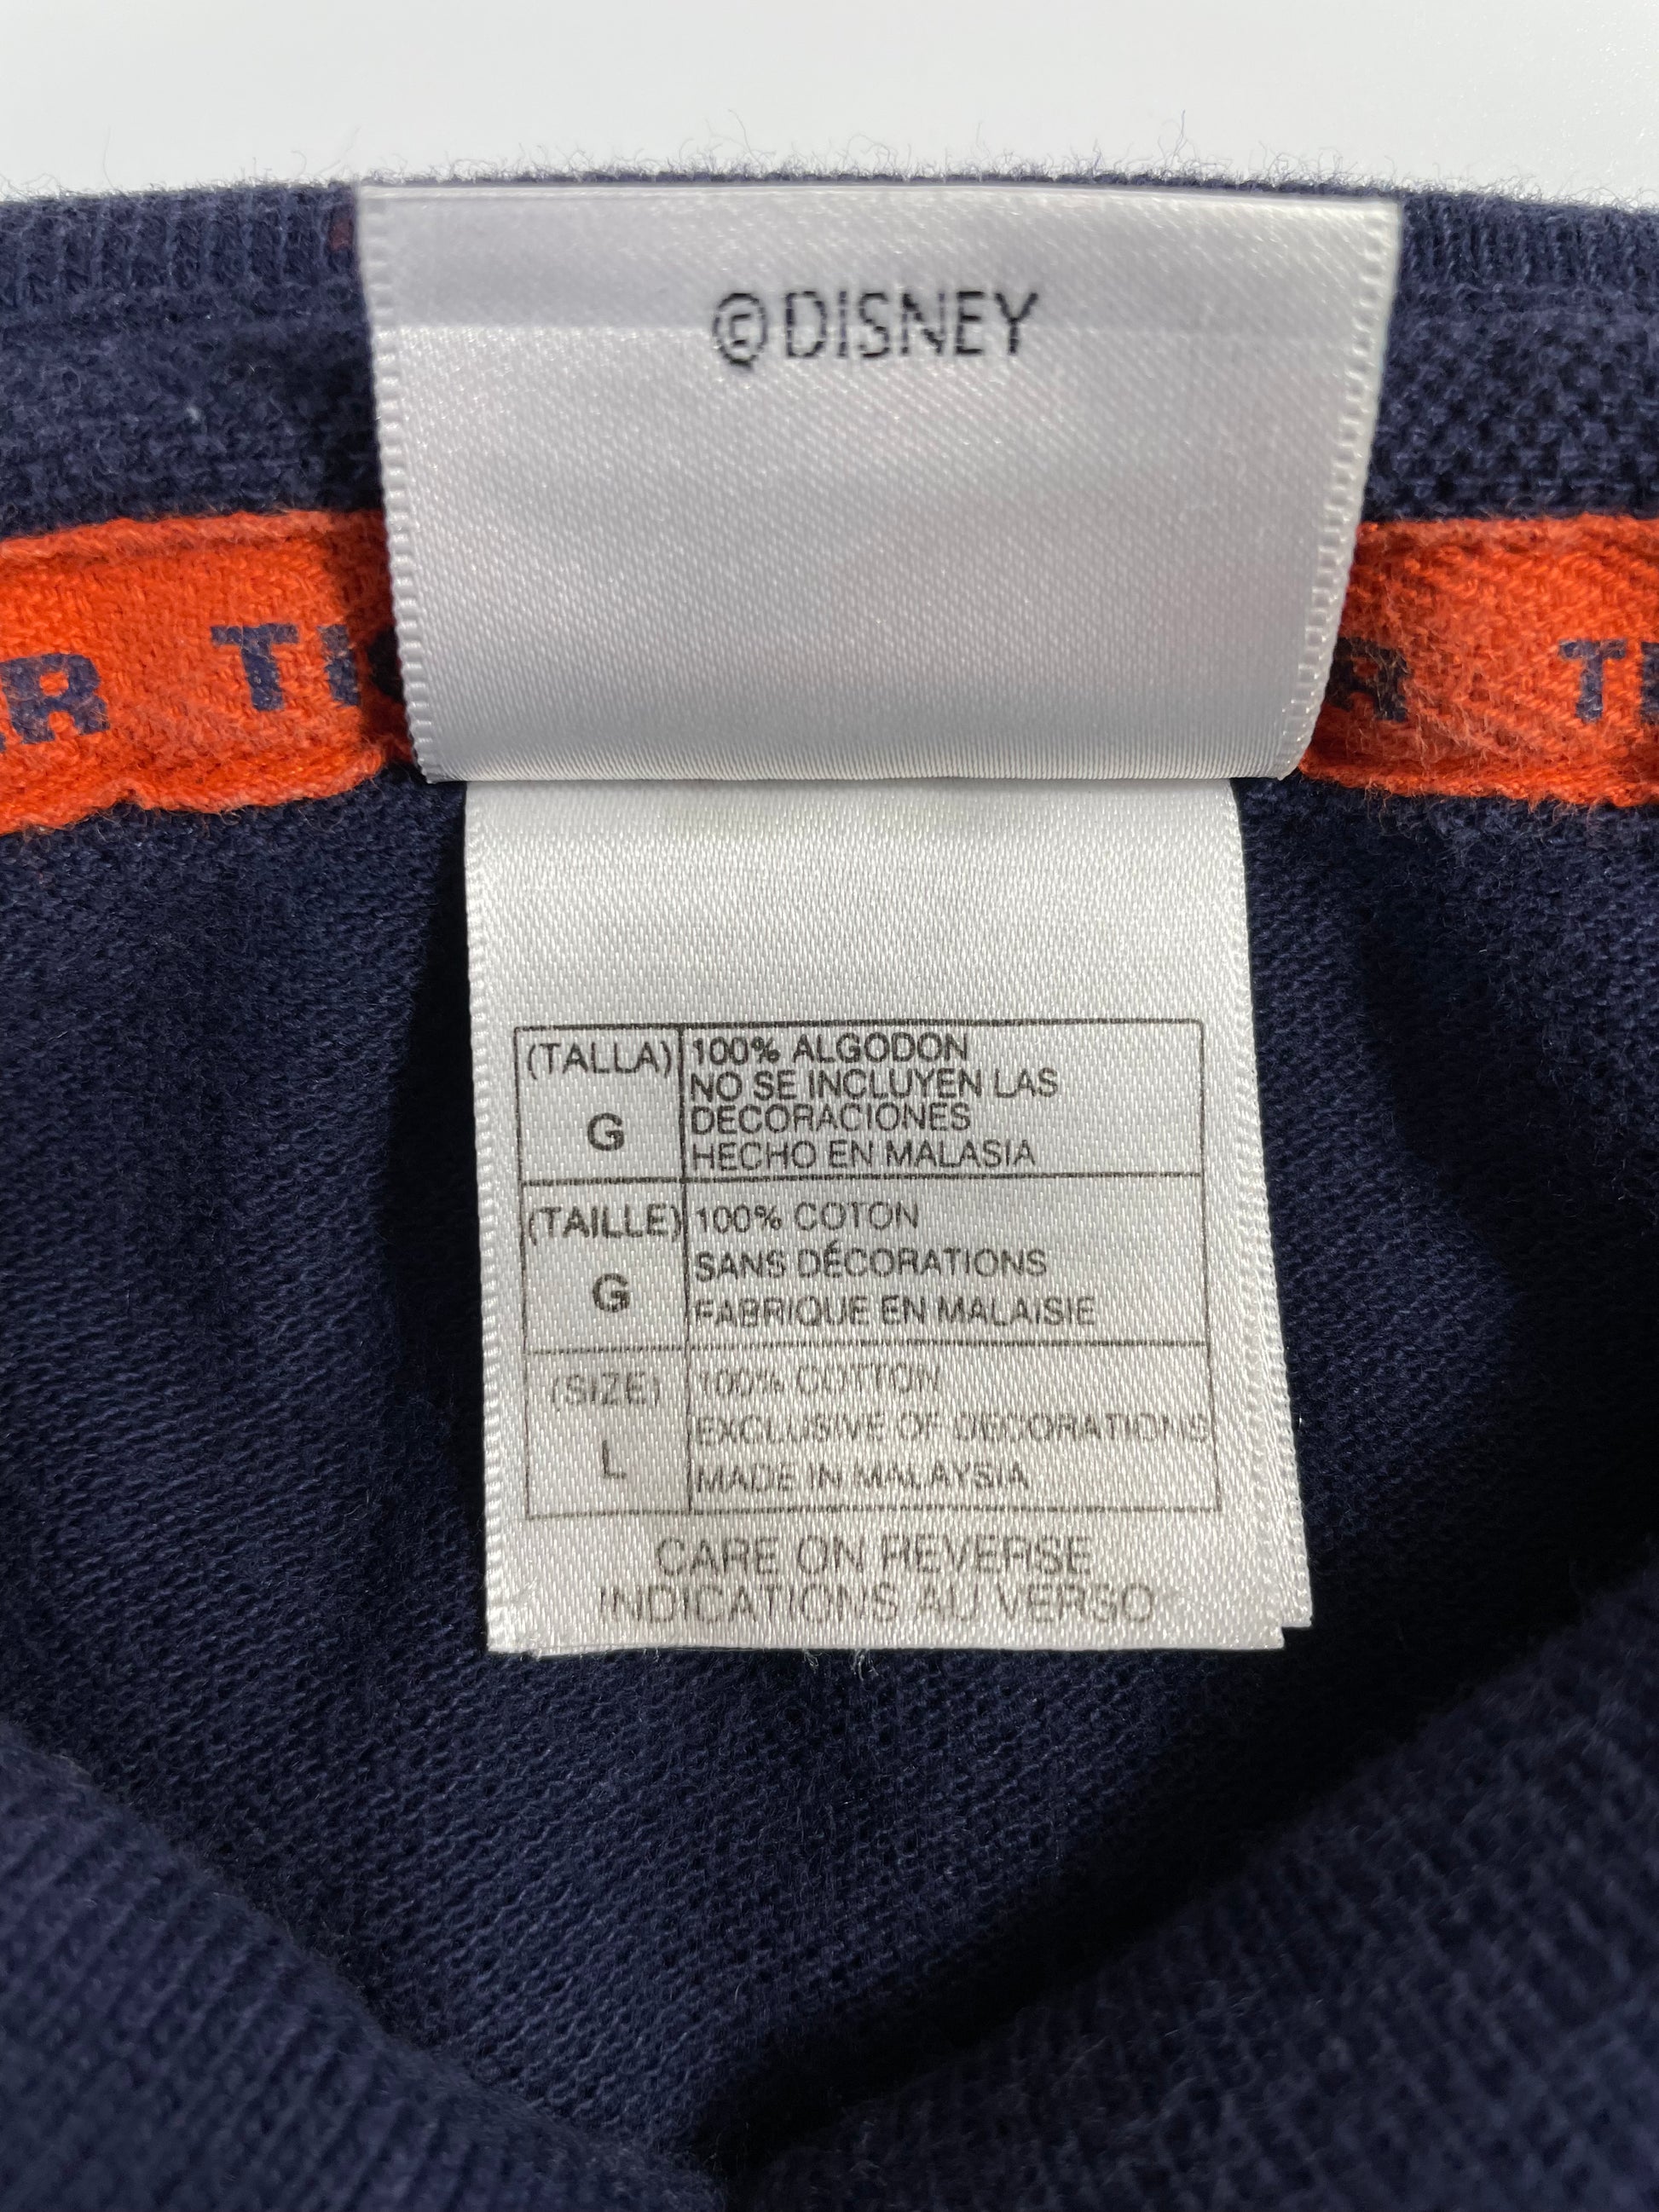 ©DISNEY
(TALLA)
G
100% ALGODON
NO SE INCLUYEN LAS
DECORACIONES
HECHO EN MALASIA
(TAILLE)
G
100% COTON
SANS DÉCORATIONS
FABRIQUE EN MALAISIE
(SIZE)
L
100% COTTON
EXCLUSIVE OF DECORATIONS
MADE IN MALAYSIA
CARE ON REVERSE
INDICATIONS AU VERSO